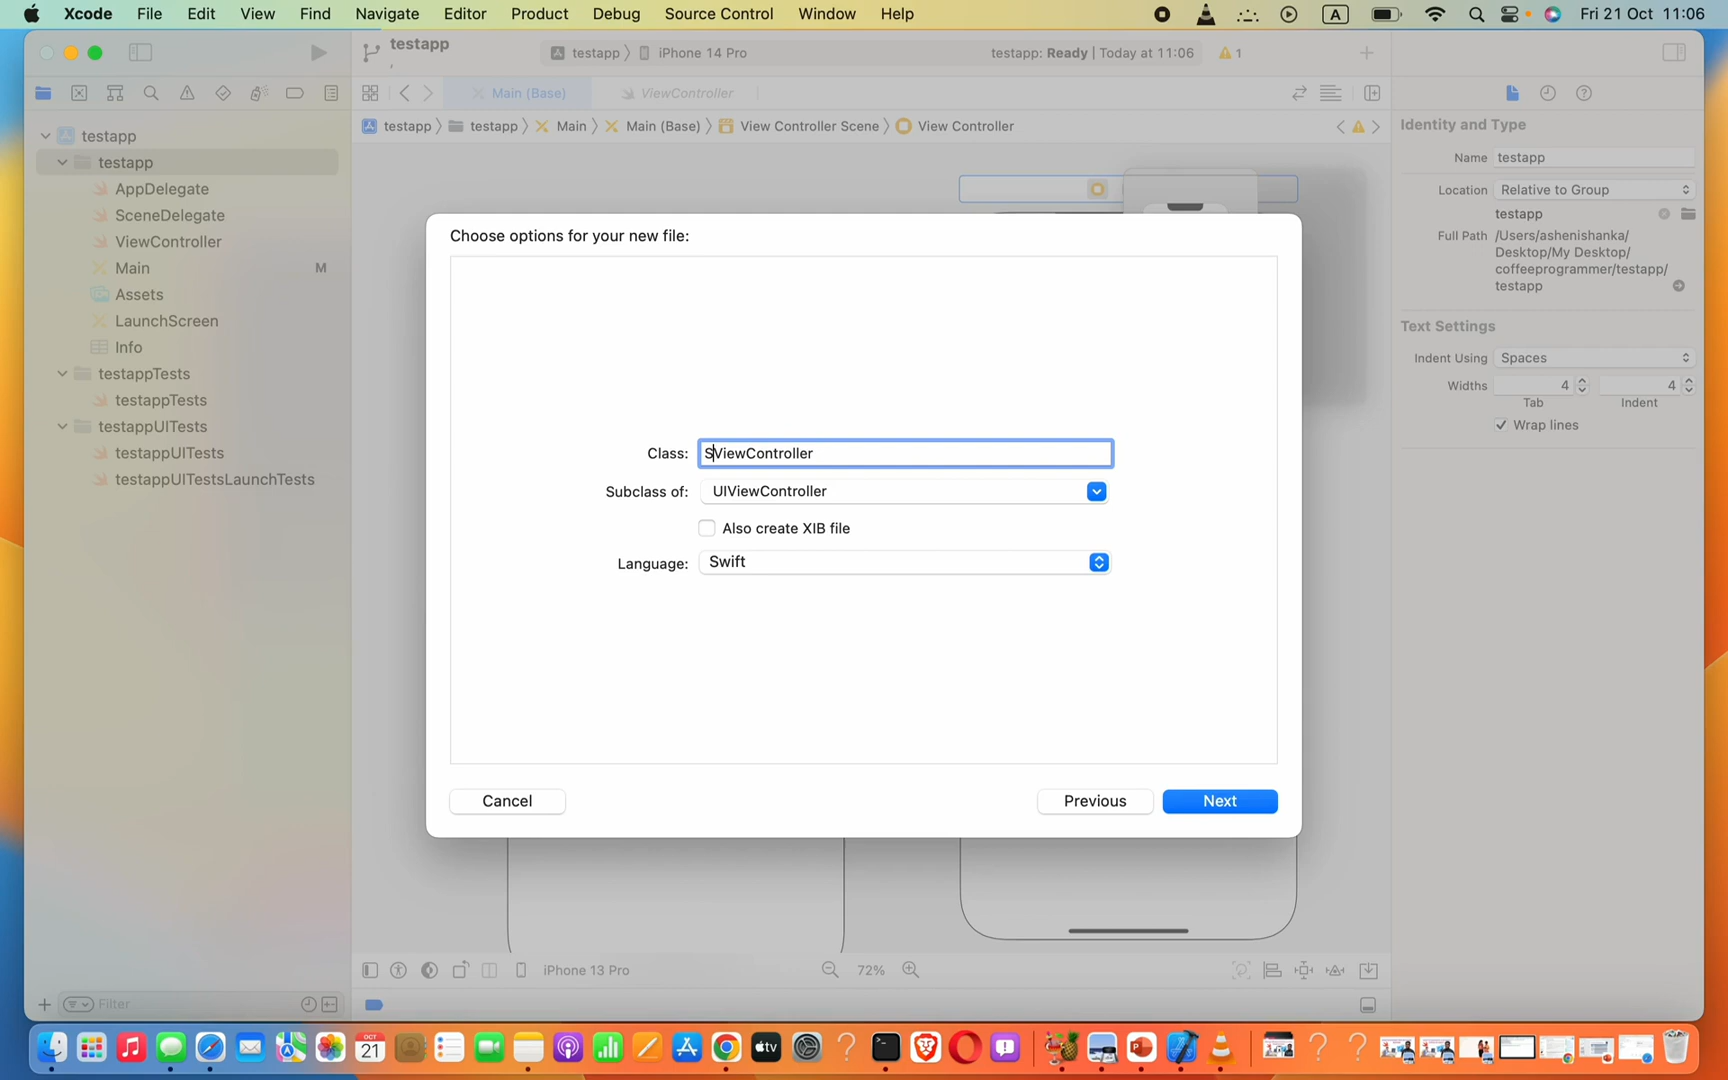 Xcode File Edit View Find Navigate Editor Product Debug Source Control Window Help A Fri 21 Oct 11:06
testapp
testapp iPhone 14 Pro testapp: Ready | Today at 11:06 1
Main (Base) ViewController
testapp testapp Main Main (Base) View Controller Scene View Controller
testapp
testapp
AppDelegate
SceneDelegate
ViewController
Main M
Assets
LaunchScreen
Info
testappTests
testappTests
testappUITests
testappUITests
testappUITestsLaunchTests
Filter
Choose options for your new file:
Class: SViewController
Subclass of: UIViewController
Also create XIB file
Language: Swift
Cancel Previous Next
iPhone 13 Pro 72%
Identity and Type
Name testapp
Location Relative to Group
testapp
Full Path /Users/ashenishanka/
Desktop/My Desktop/
coffeeprogrammer/testapp/
testapp
Text Settings
Indent Using Spaces
Widths 4 4
Tab Indent
Wrap lines
OCT
21
tv